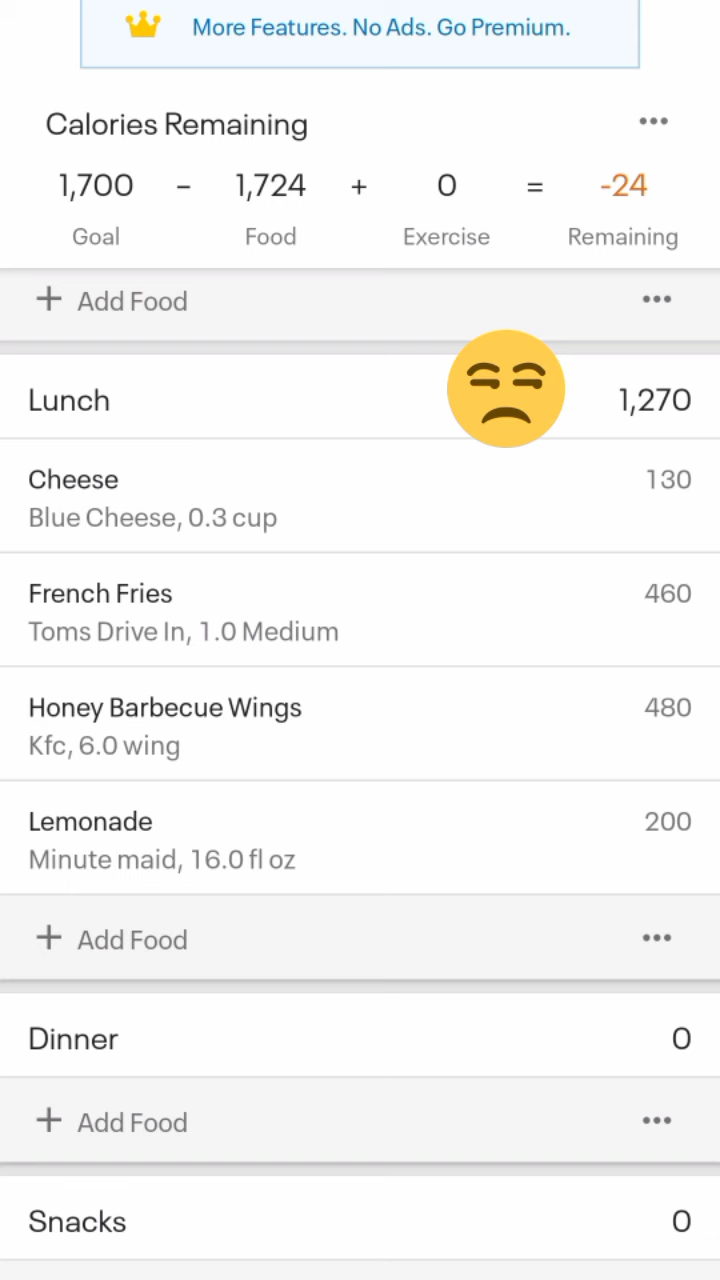 More Features. No Ads. Go Premium.
Calories Remaining
1,700 - 1,724 + 0 = -24
Goal Food Exercise Remaining
+ Add Food
Lunch 1,270
Cheese 130
Blue Cheese, 0.3 cup
French Fries 460
Toms Drive In, 1.0 Medium
Honey Barbecue Wings 480
Kfc, 6.0 wing
Lemonade 200
Minute maid, 16.0 fl oz
+ Add Food
Dinner 0
+ Add Food
Snacks 0